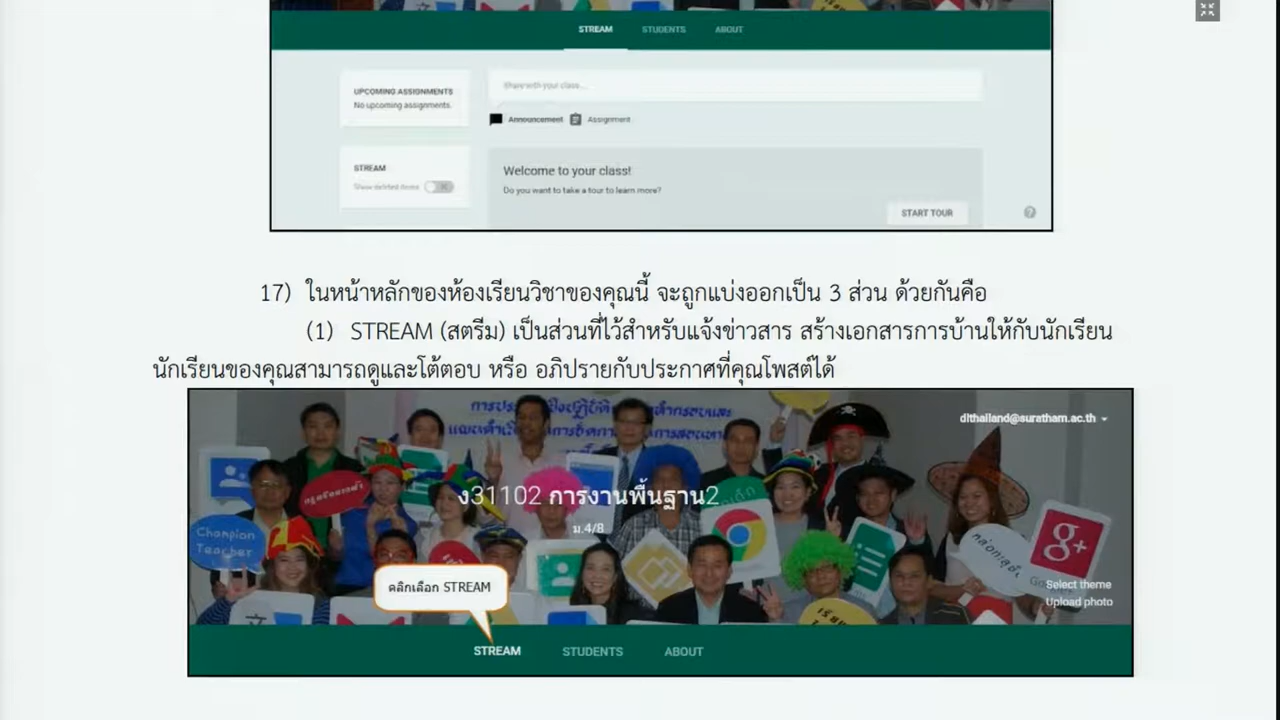 STREAM STUDENTS ABOUT
UPCOMING ASSIGNMENTS
No upcoming assignments.
Share with your class...
Announcement Assignment
STREAM
Show deleted items
Welcome to your class!
Do you want to take a tour to learn more?
START TOUR
17) ในหน้าหลักของห้องเรียนวิชาของคุณนี้ จะถูกแบ่งออกเป็น 3 ส่วน ด้วยกันคือ
(1) STREAM (สตรีม) เป็นส่วนที่ไว้สำหรับแจ้งข่าวสาร สร้างเอกสารการบ้านให้กับนักเรียน
นักเรียนของคุณสามารถดูและโต้ตอบ หรือ อภิปรายกับประกาศที่คุณโพสต์ได้
dlthailand@suratham.ac.th
ง31102 การงานพื้นฐาน2
ม.4/8
Champion
Teacher
คลิกเลือก STREAM
Select theme
Upload photo
STREAM STUDENTS ABOUT